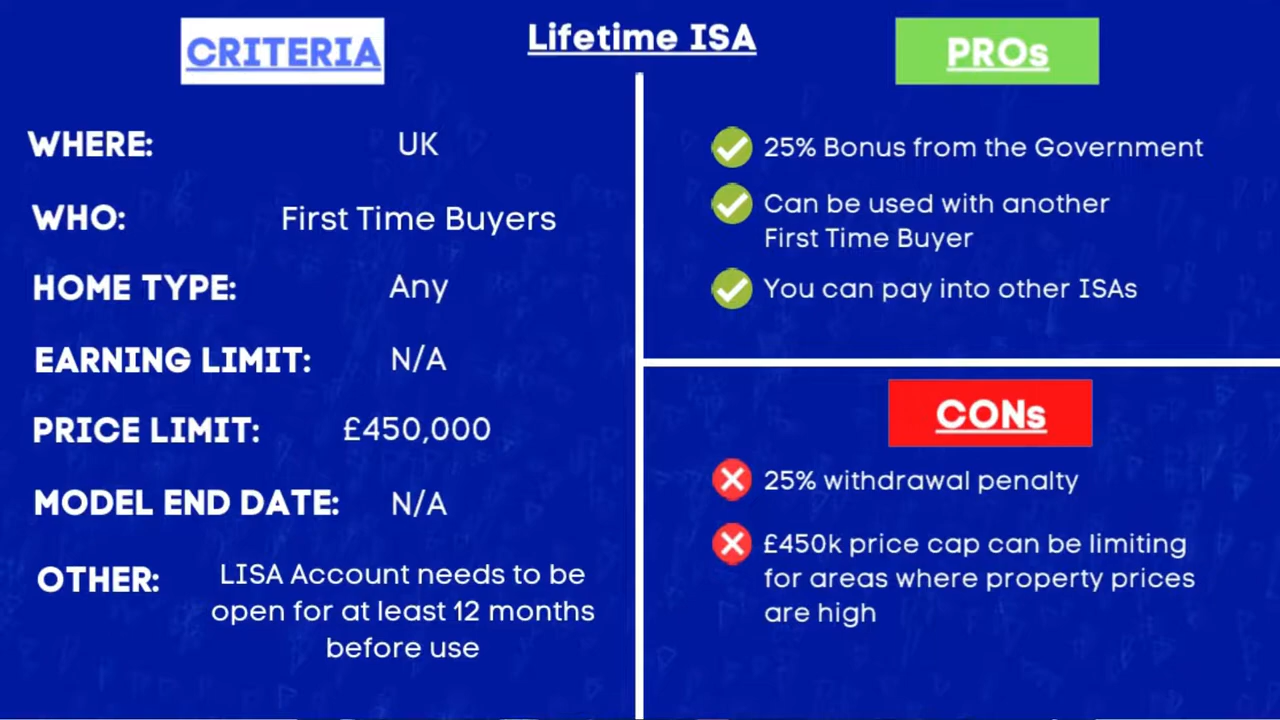 Lifetime ISA
CRITERIA
WHERE: UK
WHO: First Time Buyers
HOME TYPE: Any
EARNING LIMIT: N/A
PRICE LIMIT: £450,000
MODEL END DATE: N/A
OTHER: LISA Account needs to be
open for at least 12 months
before use
PROs
25% Bonus from the Government
Can be used with another
First Time Buyer
You can pay into other ISAs
CONs
25% withdrawal penalty
£450k price cap can be limiting
for areas where property prices
are high